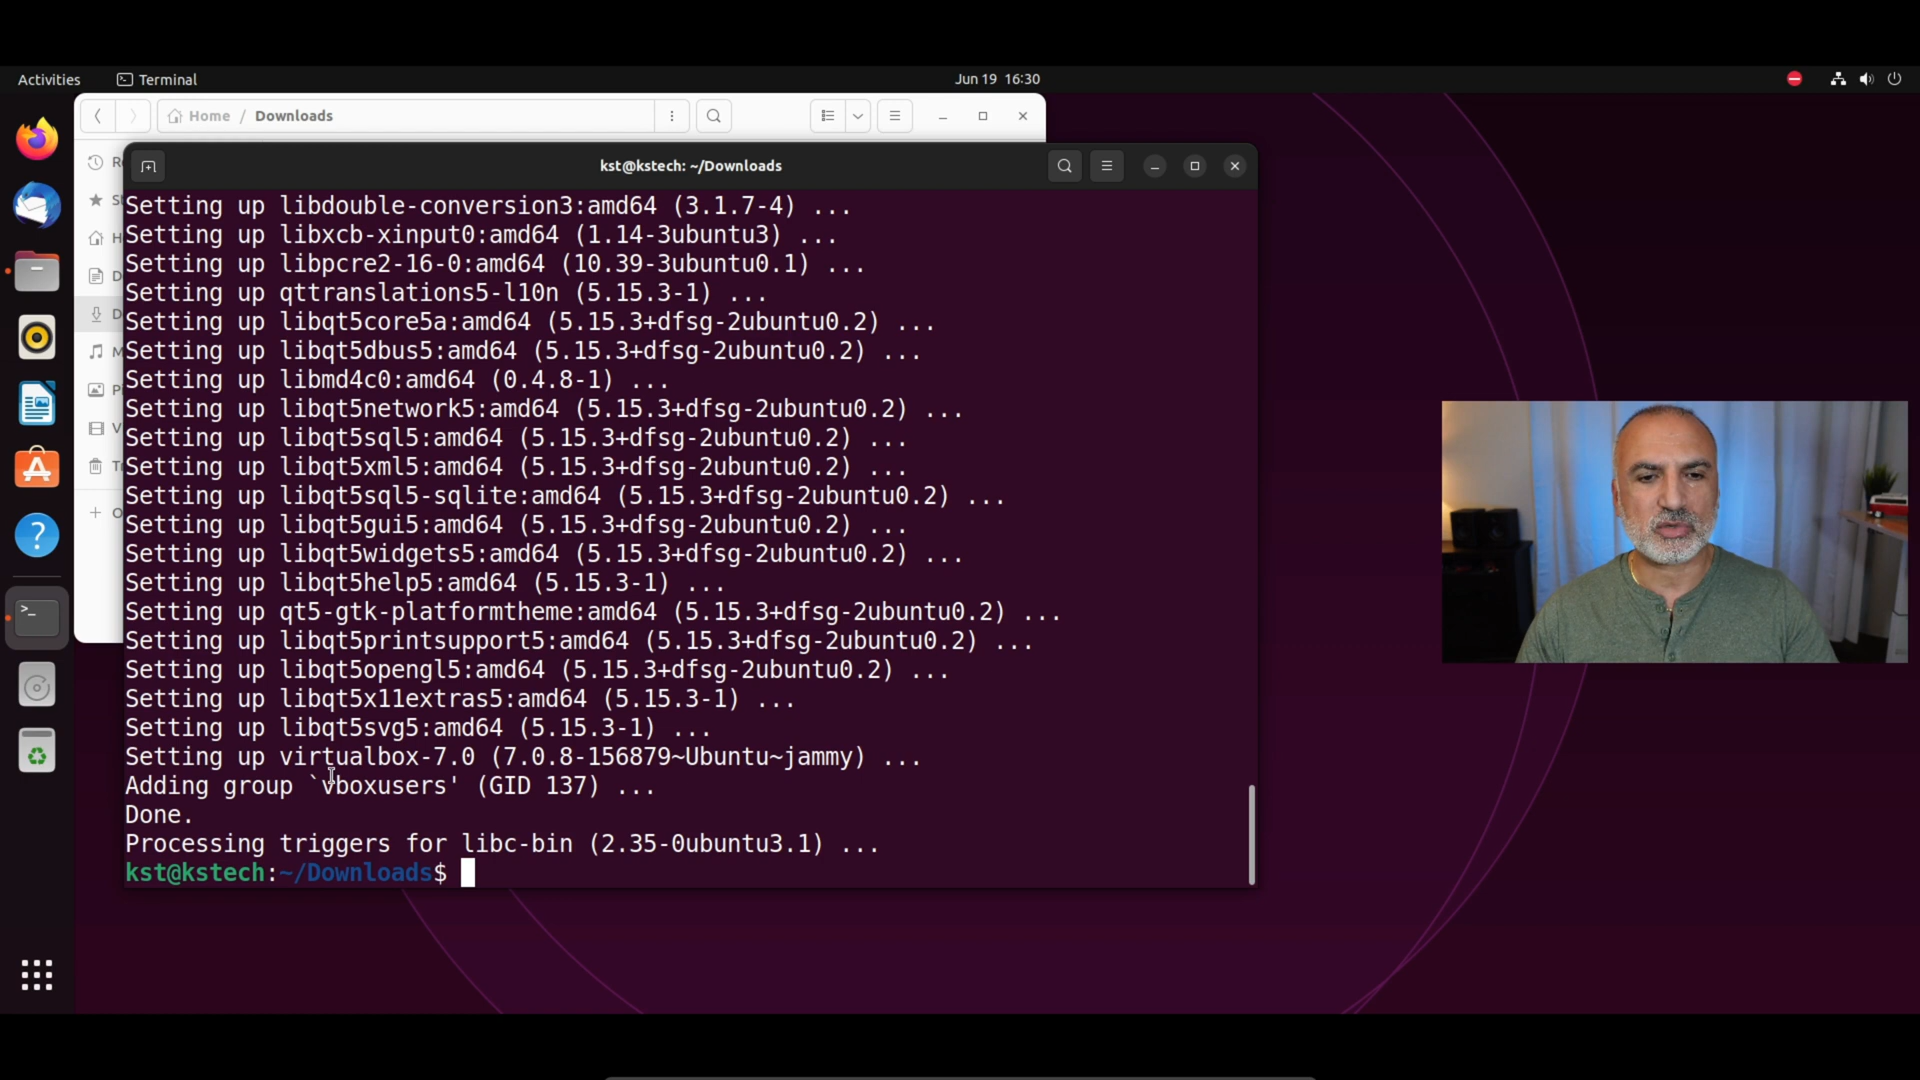 Activities
Terminal
Jun 19 16:30
Home / Downloads
kst@kstech: ~/Downloads
Setting up libdouble-conversion3:amd64 (3.1.7-4) ...
Setting up libxcb-xinput0:amd64 (1.14-3ubuntu3) ...
Setting up libpcre2-16-0:amd64 (10.39-3ubuntu0.1) ...
Setting up qttranslations5-l10n (5.15.3-1) ...
Setting up libqt5core5a:amd64 (5.15.3+dfsg-2ubuntu0.2) ...
Setting up libqt5dbus5:amd64 (5.15.3+dfsg-2ubuntu0.2) ...
Setting up libmd4c0:amd64 (0.4.8-1) ...
Setting up libqt5network5:amd64 (5.15.3+dfsg-2ubuntu0.2) ...
Setting up libqt5sql5:amd64 (5.15.3+dfsg-2ubuntu0.2) ...
Setting up libqt5xml5:amd64 (5.15.3+dfsg-2ubuntu0.2) ...
Setting up libqt5sql5-sqlite:amd64 (5.15.3+dfsg-2ubuntu0.2) ...
Setting up libqt5gui5:amd64 (5.15.3+dfsg-2ubuntu0.2) ...
Setting up libqt5widgets5:amd64 (5.15.3+dfsg-2ubuntu0.2) ...
Setting up libqt5help5:amd64 (5.15.3-1) ...
Setting up qt5-gtk-platformtheme:amd64 (5.15.3+dfsg-2ubuntu0.2) ...
Setting up libqt5printsupport5:amd64 (5.15.3+dfsg-2ubuntu0.2) ...
Setting up libqt5opengl5:amd64 (5.15.3+dfsg-2ubuntu0.2) ...
Setting up libqt5x11extras5:amd64 (5.15.3-1) ...
Setting up libqt5svg5:amd64 (5.15.3-1) ...
Setting up virtualbox-7.0 (7.0.8-156879~Ubuntu~jammy) ...
Adding group `vboxusers' (GID 137) ...
Done.
Processing triggers for libc-bin (2.35-0ubuntu3.1) ...
kst@kstech:~/Downloads$